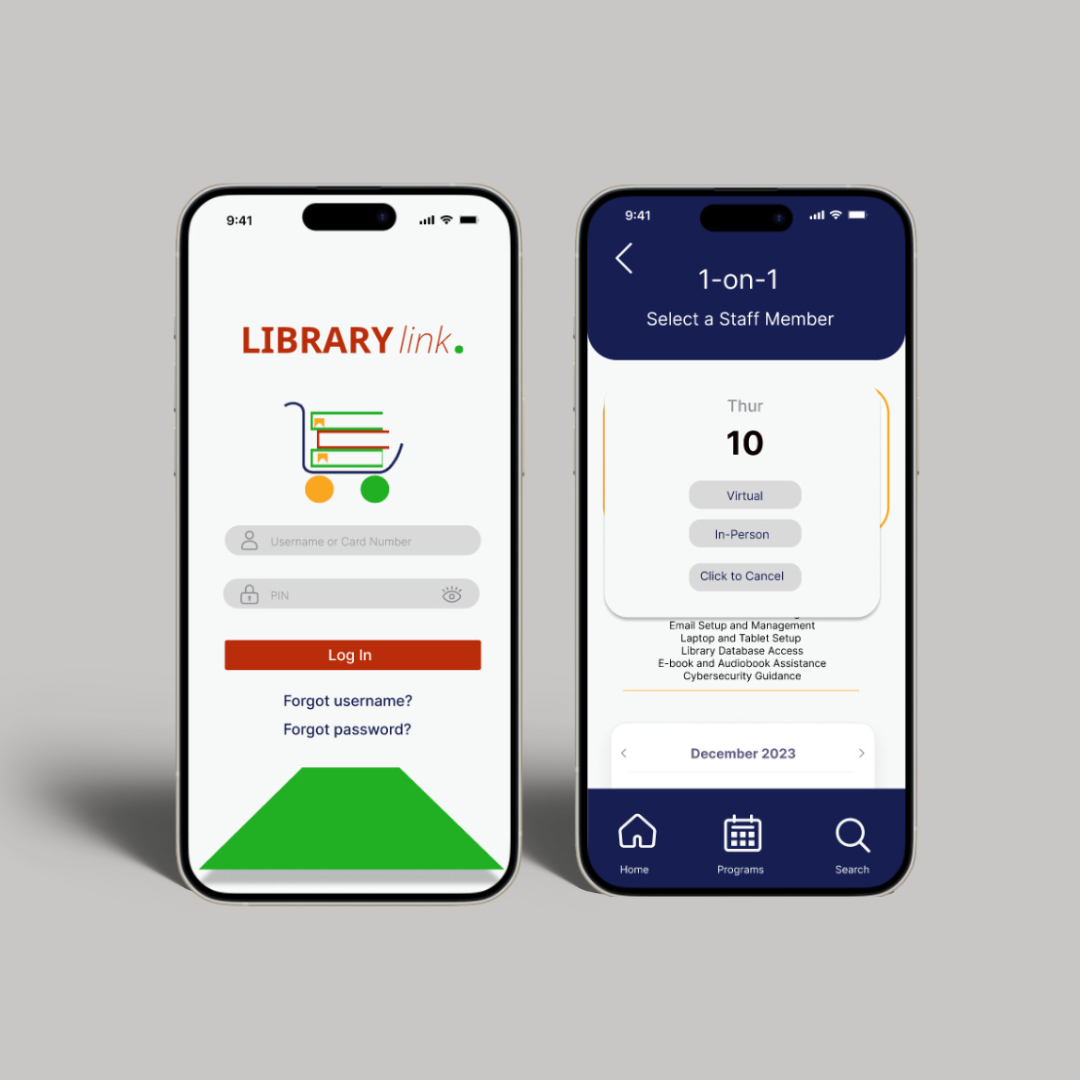 9:41
LIBRARY link.
Username or Card Number
PIN
Log In
Forgot username?
Forgot password?
9:41
1-on-1
Select a Staff Member
Thur
10
Virtual
In-Person
Click to Cancel
Email Setup and Management
Laptop and Tablet Setup
Library Database Access
E-book and Audiobook Assistance
Cybersecurity Guidance
December 2023
Home
Programs
Search